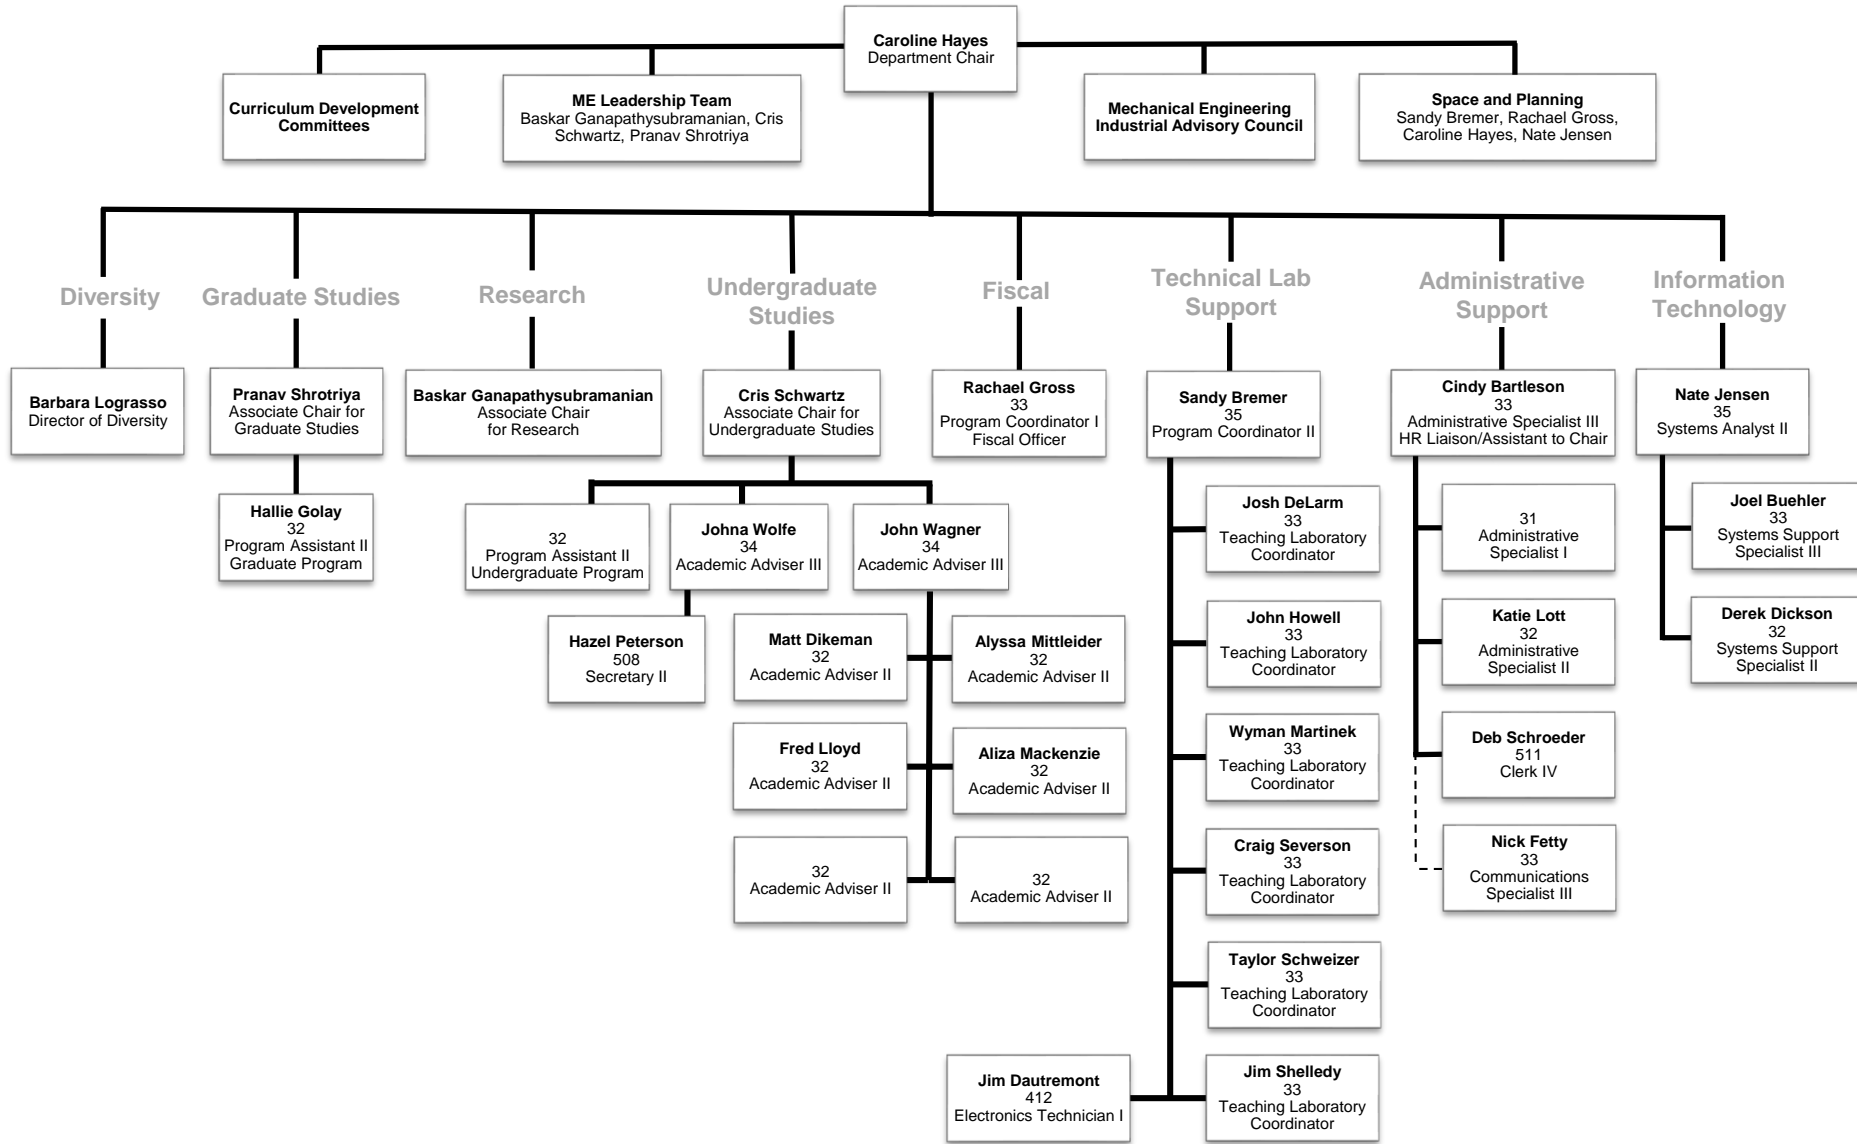 Caroline Hayes
Department Chair
Curriculum Development
Committees
ME Leadership Team
Baskar Ganapathysubramanian, Cris
Schwartz, Pranav Shrotriya
Mechanical Engineering
Industrial Advisory Council
Space and Planning
Sandy Bremer, Rachael Gross,
Caroline Hayes, Nate Jensen
Diversity
Graduate Studies
Research
Undergraduate
Studies
Fiscal
Technical Lab
Support
Administrative
Support
Information
Technology
Barbara Lograsso
Director of Diversity
Pranav Shrotriya
Associate Chair for
Graduate Studies
Baskar Ganapathysubramanian
Associate Chair
for Research
Cris Schwartz
Associate Chair for
Undergraduate Studies
Rachael Gross
33
Program Coordinator I
Fiscal Officer
Sandy Bremer
35
Program Coordinator II
Cindy Bartleson
33
Administrative Specialist III
HR Liaison/Assistant to Chair
Nate Jensen
35
Systems Analyst II
Hallie Golay
32
Program Assistant II
Graduate Program
32
Program Assistant II
Undergraduate Program
Johna Wolfe
34
Academic Adviser III
John Wagner
34
Academic Adviser III
Hazel Peterson
508
Secretary II
Matt Dikeman
32
Academic Adviser II
Alyssa Mittleider
32
Academic Adviser II
Fred Lloyd
32
Academic Adviser II
Aliza Mackenzie
32
Academic Adviser II
32
Academic Adviser II
32
Academic Adviser II
Josh DeLarm
33
Teaching Laboratory
Coordinator
John Howell
33
Teaching Laboratory
Coordinator
Wyman Martinek
33
Teaching Laboratory
Coordinator
Craig Severson
33
Teaching Laboratory
Coordinator
Taylor Schweizer
33
Teaching Laboratory
Coordinator
Jim Dautremont
412
Electronics Technician I
Jim Shelledy
33
Teaching Laboratory
Coordinator
31
Administrative
Specialist I
Katie Lott
32
Administrative
Specialist II
Deb Schroeder
511
Clerk IV
Nick Fetty
33
Communications
Specialist III
Joel Buehler
33
Systems Support
Specialist III
Derek Dickson
32
Systems Support
Specialist II